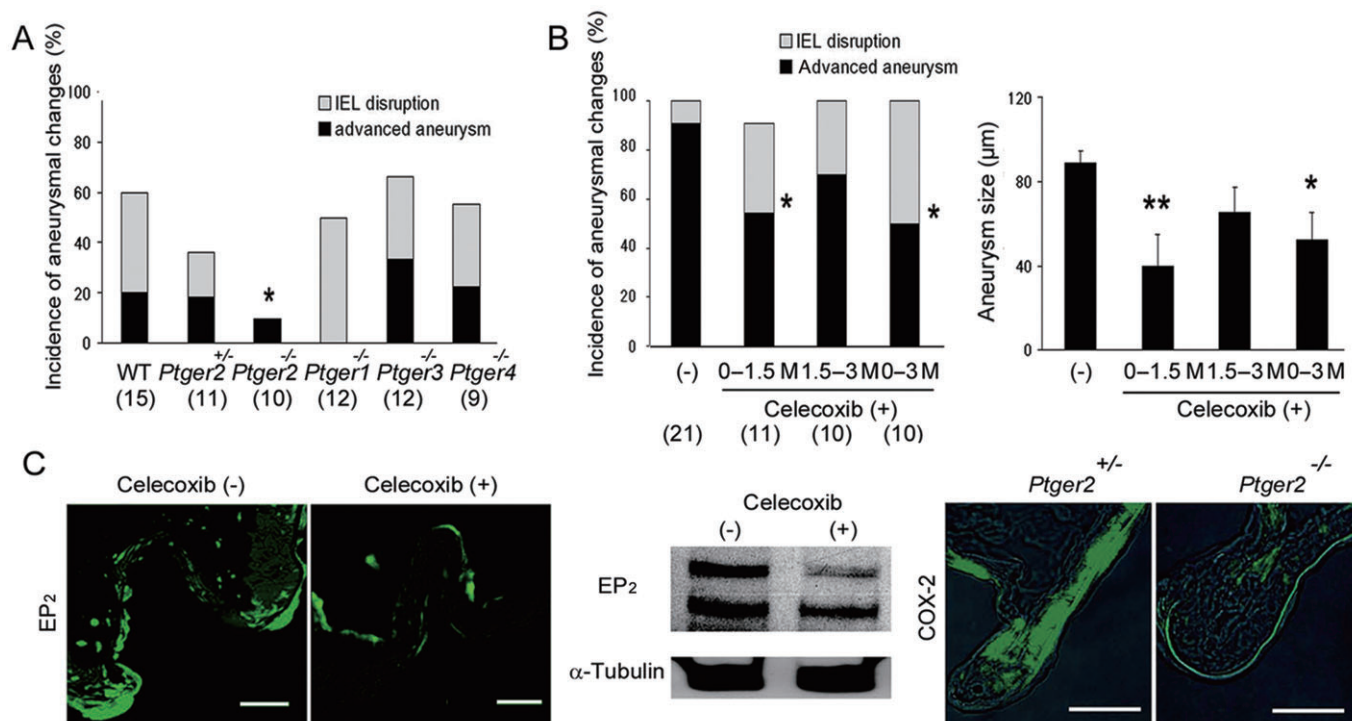 A
Incidence of aneurysmal changes (%)
100
80
60
40
20
0
IEL disruption
advanced aneurysm
WT Ptger2+/- Ptger2-/- Ptger1-/- Ptger3-/- Ptger4-/-
(15) (11) (10) (12) (12) (9)
*
B
Incidence of aneurysmal changes (%)
100
80
60
40
20
0
IEL disruption
Advanced aneurysm
* *
(-) 0–1.5 M 1.5–3 M 0–3 M
Celecoxib (+)
(21) (11) (10) (10)
Aneurysm size (μm)
120
80
40
0
** *
(-) 0–1.5 M 1.5–3 M 0–3 M
Celecoxib (+)
C
Celecoxib (-) Celecoxib (+)
EP2
Celecoxib
(-) (+)
EP2
α-Tubulin
Ptger2+/- Ptger2-/-
COX-2